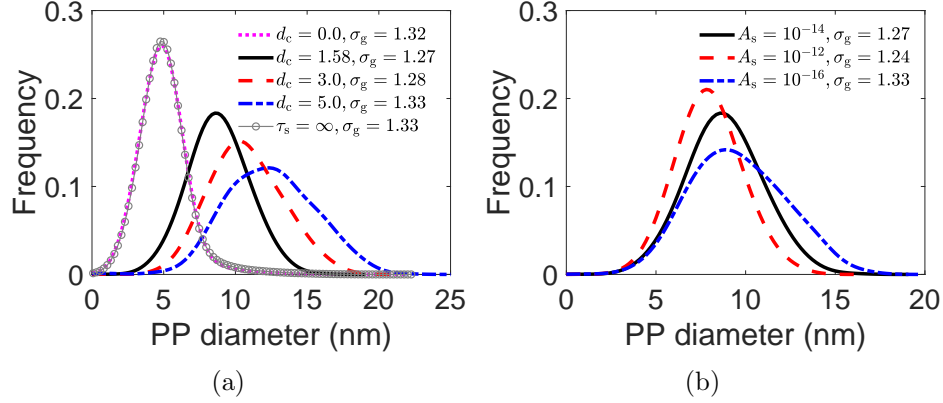 0.3
0.2
0.1
0
Frequency
d_c = 0.0, σ_g = 1.32
d_c = 1.58, σ_g = 1.27
d_c = 3.0, σ_g = 1.28
d_c = 5.0, σ_g = 1.33
τ_s = ∞, σ_g = 1.33
0 5 10 15 20 25
PP diameter (nm)
(a)
0.3
0.2
0.1
0
Frequency
A_s = 10^{-14}, σ_g = 1.27
A_s = 10^{-12}, σ_g = 1.24
A_s = 10^{-16}, σ_g = 1.33
0 5 10 15 20
PP diameter (nm)
(b)